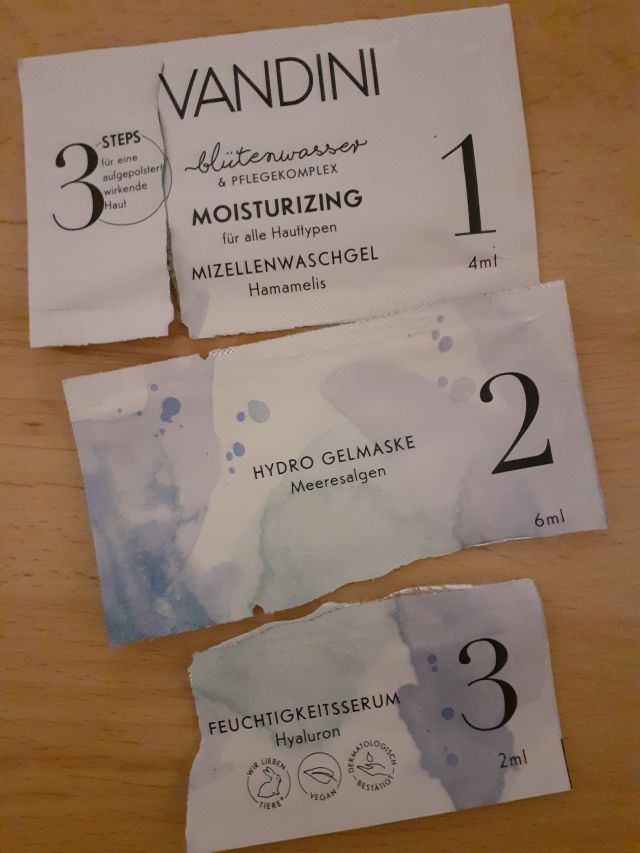 VANDINI
3 STEPS
für eine
aufgepolstert
wirkende
Haut
blütenwasser
& PFLEGEKOMPLEX
MOISTURIZING
für alle Hauttypen
MIZELLENWASCHGEL
Hamamelis
1
4ml
HYDRO GELMASKE
Meeresalgen
2
6ml
FEUCHTIGKEITSSERUM
Hyaluron
3
2ml
WIR LIEBEN TIERE
VEGAN
DERMATOLOGISCH BESTÄTIGT